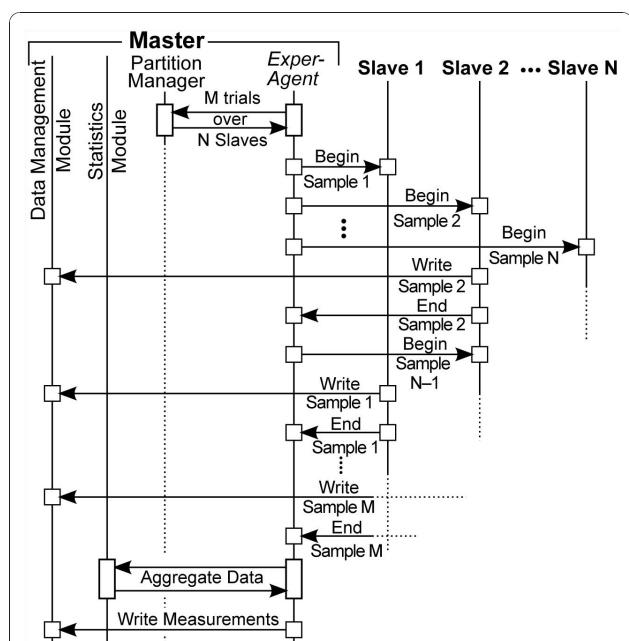 Master
Data Management
Module
Statistics
Module
Partition
Manager
Exper-
Agent
Slave 1 Slave 2 ••• Slave N
M trials
over
N Slaves
Begin
Sample 1
Begin
Sample 2
Begin
Sample N
Write
Sample 2
End
Sample 2
Begin
Sample
N–1
Write
Sample 1
End
Sample 1
Write
Sample M
End
Sample M
Aggregate Data
Write Measurements